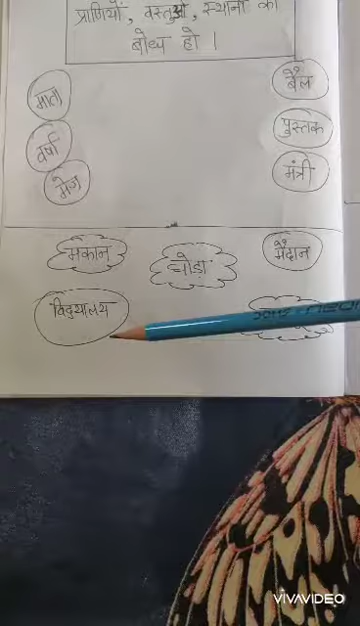 प्राणियों, वस्तुओं, स्थानों का
बोध हो ।
माता
बैल
वर्षा
पुस्तक
मेज
मंत्री
मकान
घोड़ा
मैदान
विद्यालय
VIVAVIDEO